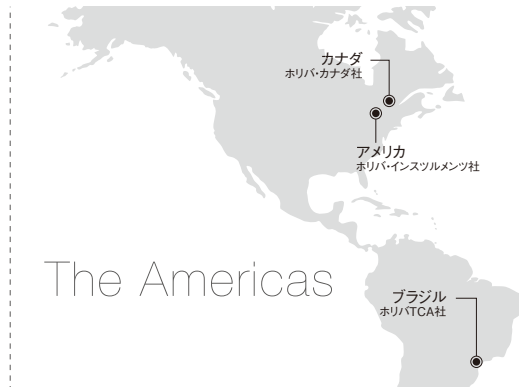 カナダ
ホリバ・カナダ社
アメリカ
ホリバ・インスツルメンツ社
The Americas
ブラジル
ホリバTCA社